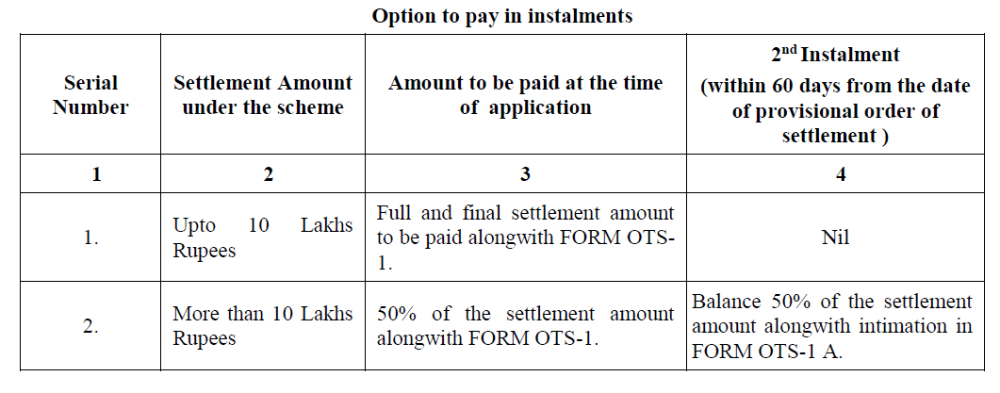 Option to pay in instalments
Serial
Number
Settlement Amount
under the scheme
Amount to be paid at the time
of application
2nd Instalment
(within 60 days from the date
of provisional order of
settlement )
1
2
3
4
1.
Upto 10 Lakhs
Rupees
Full and final settlement amount
to be paid alongwith FORM OTS-
1.
Nil
2.
More than 10 Lakhs
Rupees
50% of the settlement amount
alongwith FORM OTS-1.
Balance 50% of the settlement
amount alongwith intimation in
FORM OTS-1 A.